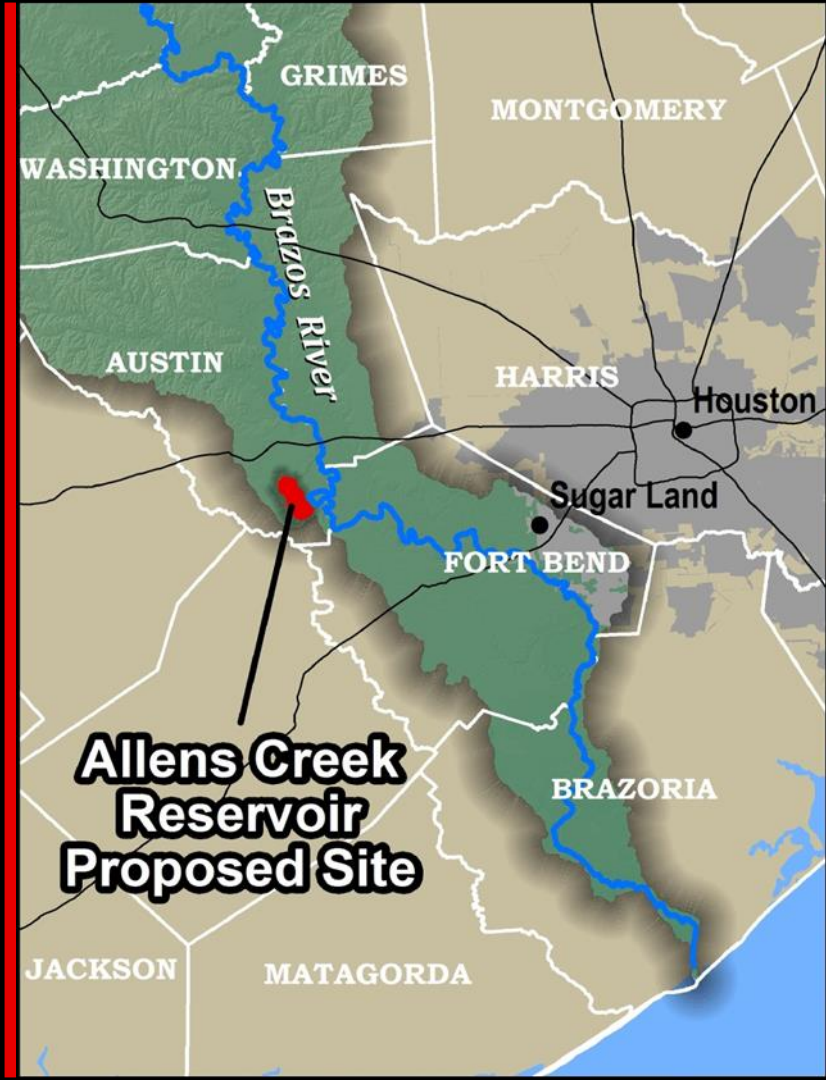 GRIMES
MONTGOMERY
WASHINGTON
Brazos River
AUSTIN
HARRIS
Houston
Sugar Land
FORT BEND
Allens Creek
Reservoir
Proposed Site
BRAZORIA
JACKSON
MATAGORDA